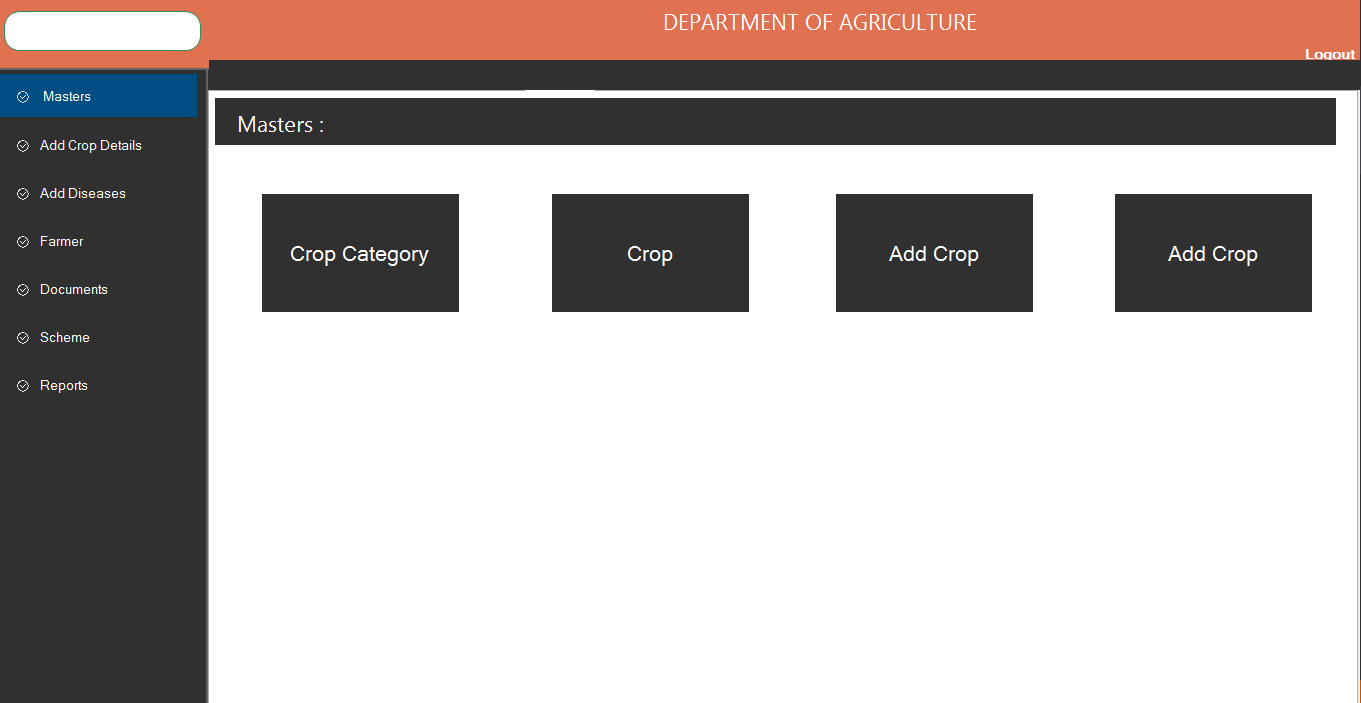 DEPARTMENT OF AGRICULTURE
Logout
Masters
Add Crop Details
Add Diseases
Farmer
Documents
Scheme
Reports
Masters :
Crop Category
Crop
Add Crop
Add Crop